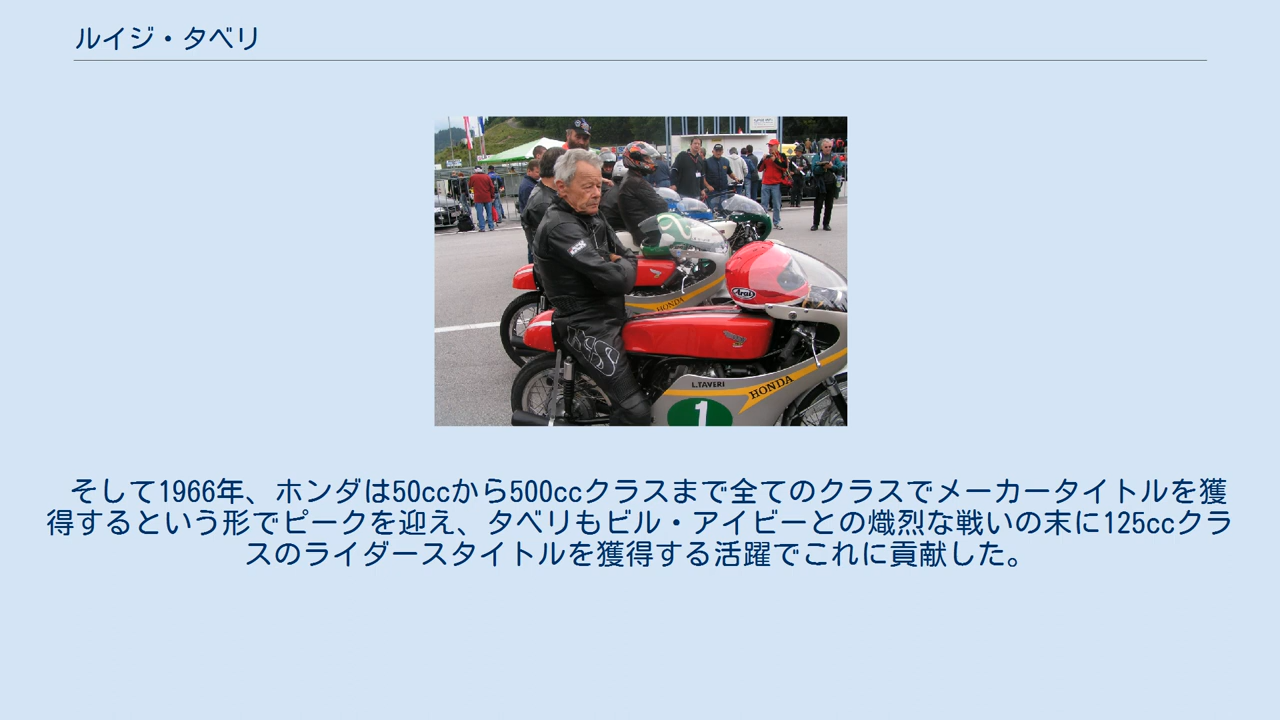 ルイジ・タベリ
Arai
HONDA
L.TAVERI
HONDA
1
そして1966年、ホンダは50ccから500ccクラスまで全てのクラスでメーカータイトルを獲
得するという形でピークを迎え、タベリもビル・アイビーとの熾烈な戦いの末に125ccクラ
スのライダースタイトルを獲得する活躍でこれに貢献した。